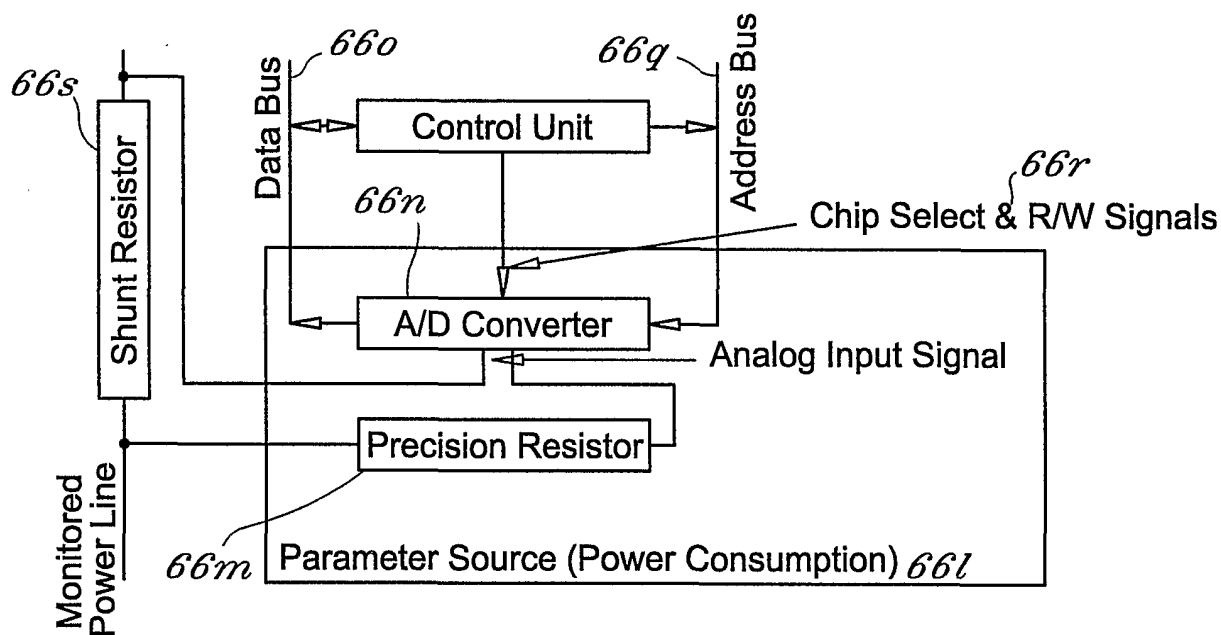 66o
66q
66s
Data Bus
Control Unit
Address Bus
66r
66n
Chip Select & R/W Signals
Shunt Resistor
A/D Converter
Analog Input Signal
Precision Resistor
Monitored
Power Line
66m
Parameter Source (Power Consumption) 66l